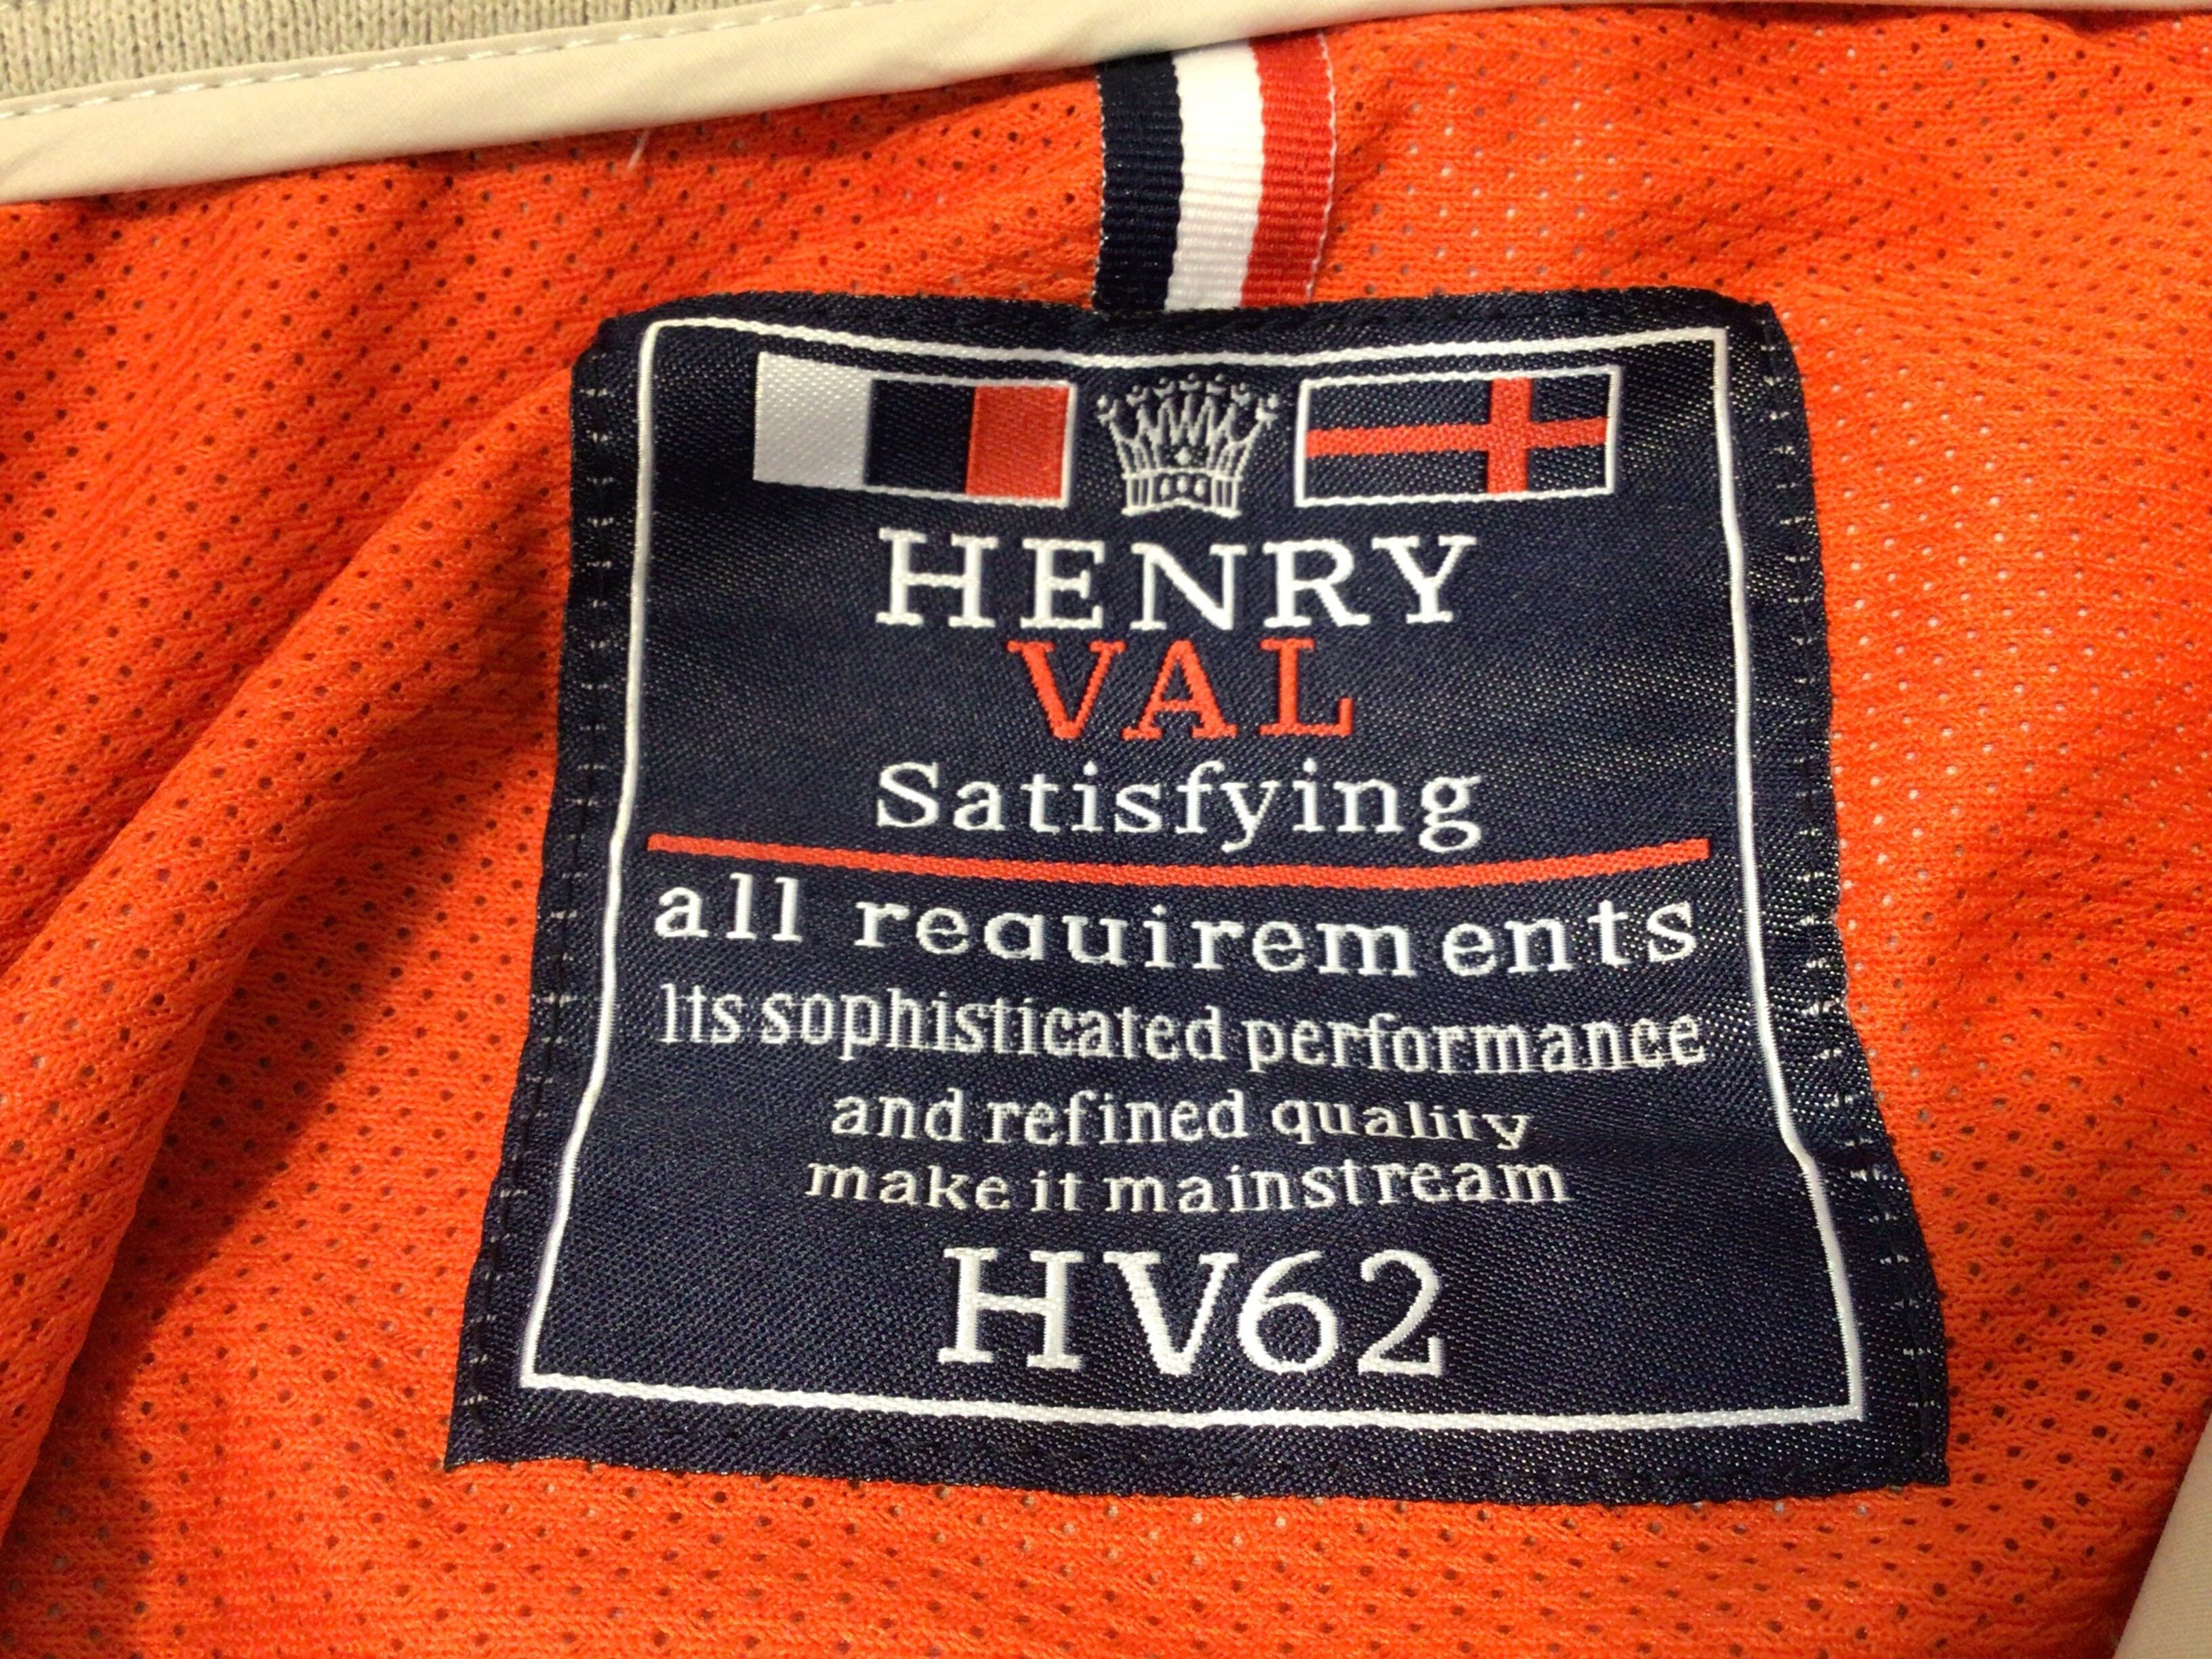 HENRY
VAL
Satisfying
all requirements
Its sophisticated performance
and refined quality
make it mainstream
HV62